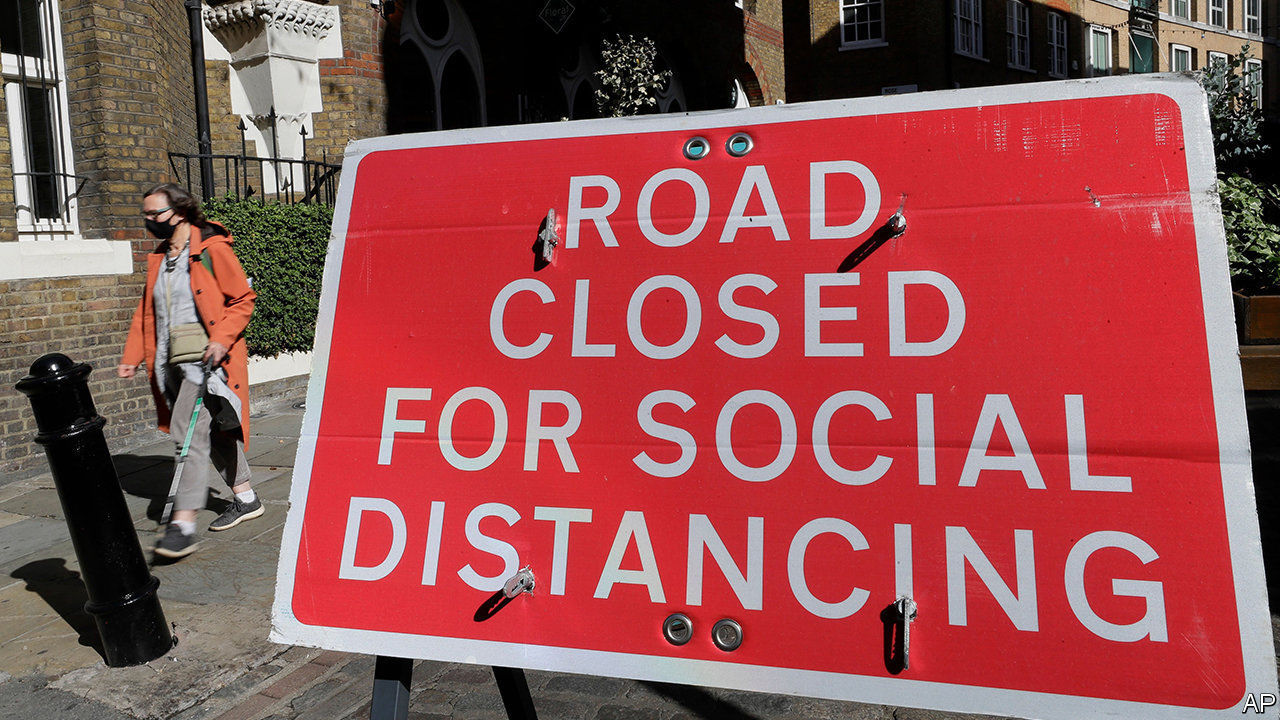 ROAD
CLOSED
FOR SOCIAL
DISTANCING
AP